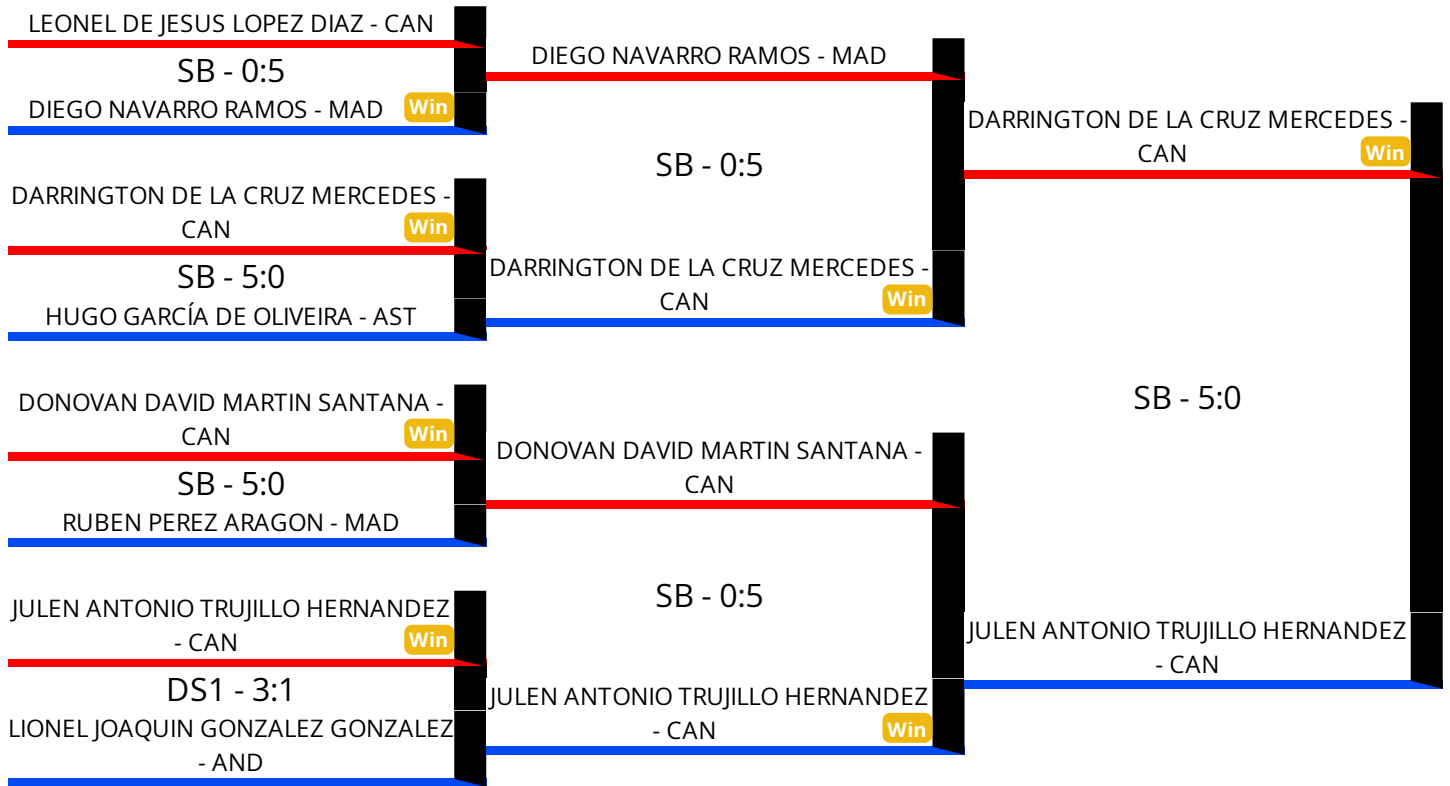 LEONEL DE JESUS LOPEZ DIAZ - CAN
SB - 0:5
DIEGO NAVARRO RAMOS - MAD Win
DARRINGTON DE LA CRUZ MERCEDES -
CAN Win
SB - 5:0
HUGO GARCÍA DE OLIVEIRA - AST
DONOVAN DAVID MARTIN SANTANA -
CAN Win
SB - 5:0
RUBEN PEREZ ARAGON - MAD
JULEN ANTONIO TRUJILLO HERNANDEZ
- CAN Win
DS1 - 3:1
LIONEL JOAQUIN GONZALEZ GONZALEZ
- AND
DIEGO NAVARRO RAMOS - MAD
SB - 0:5
DARRINGTON DE LA CRUZ MERCEDES -
CAN Win
DONOVAN DAVID MARTIN SANTANA -
CAN
SB - 0:5
JULEN ANTONIO TRUJILLO HERNANDEZ
- CAN Win
DARRINGTON DE LA CRUZ MERCEDES -
CAN Win
SB - 5:0
JULEN ANTONIO TRUJILLO HERNANDEZ
- CAN